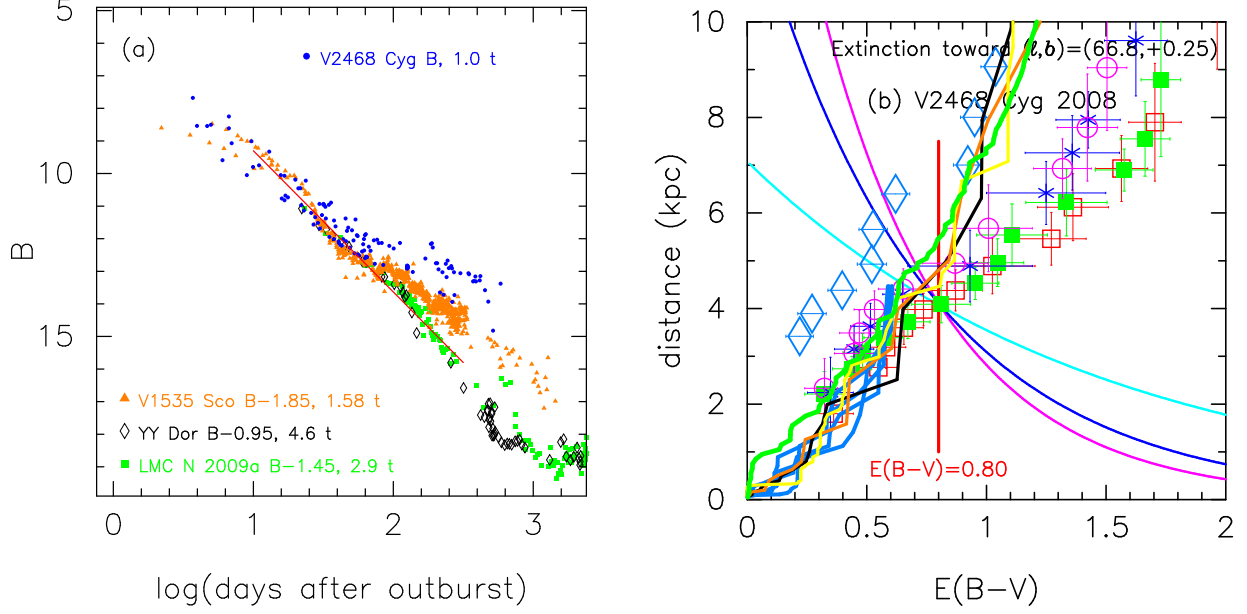 (a)
V2468 Cyg B, 1.0 t
V1535 Sco B-1.85, 1.58 t
YY Dor B-0.95, 4.6 t
LMC N 2009a B-1.45, 2.9 t
5
10
15
B
0
1
2
3
log(days after outburst)
Extinction toward (ℓ,b)=(66.8,+0.25)
(b) V2468 Cyg 2008
E(B-V)=0.80
10
8
6
4
2
0
distance (kpc)
0
0.5
1
1.5
2
E(B-V)